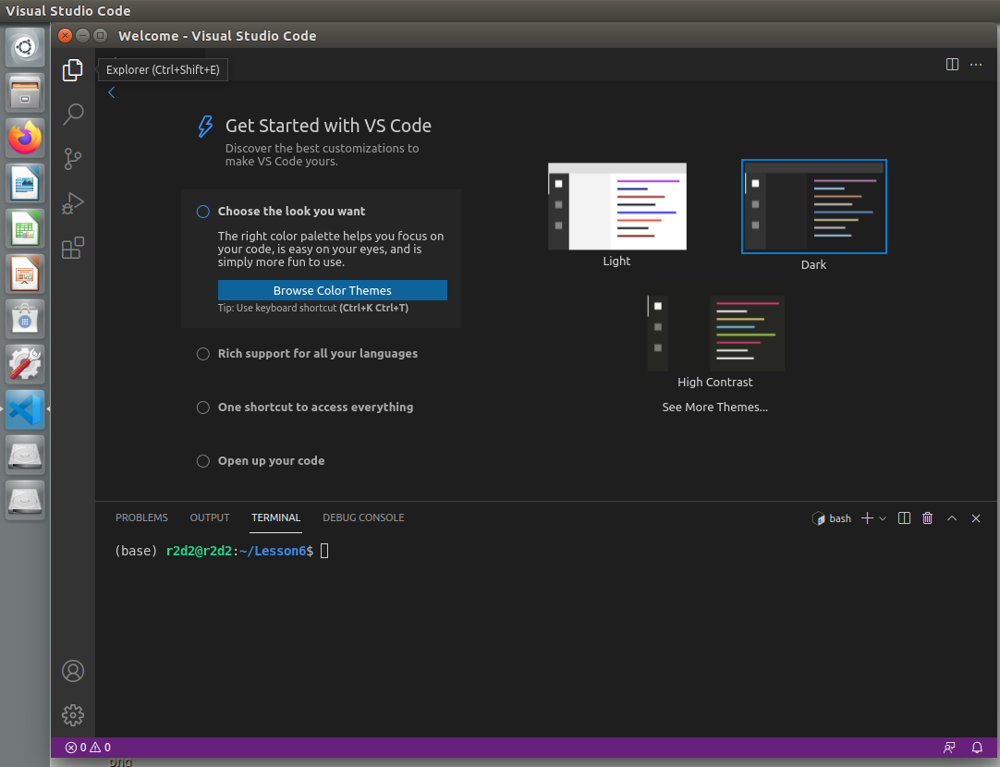 Visual Studio Code
Welcome - Visual Studio Code
Explorer (Ctrl+Shift+E)
Get Started with VS Code
Discover the best customizations to
make VS Code yours.
Choose the look you want
The right color palette helps you focus on
your code, is easy on your eyes, and is
simply more fun to use.
Browse Color Themes
Tip: Use keyboard shortcut (Ctrl+K Ctrl+T)
Rich support for all your languages
One shortcut to access everything
Open up your code
Light
Dark
High Contrast
See More Themes...
PROBLEMS OUTPUT TERMINAL DEBUG CONSOLE
bash
(base) r2d2@r2d2:~/Lesson6$
0 0
png